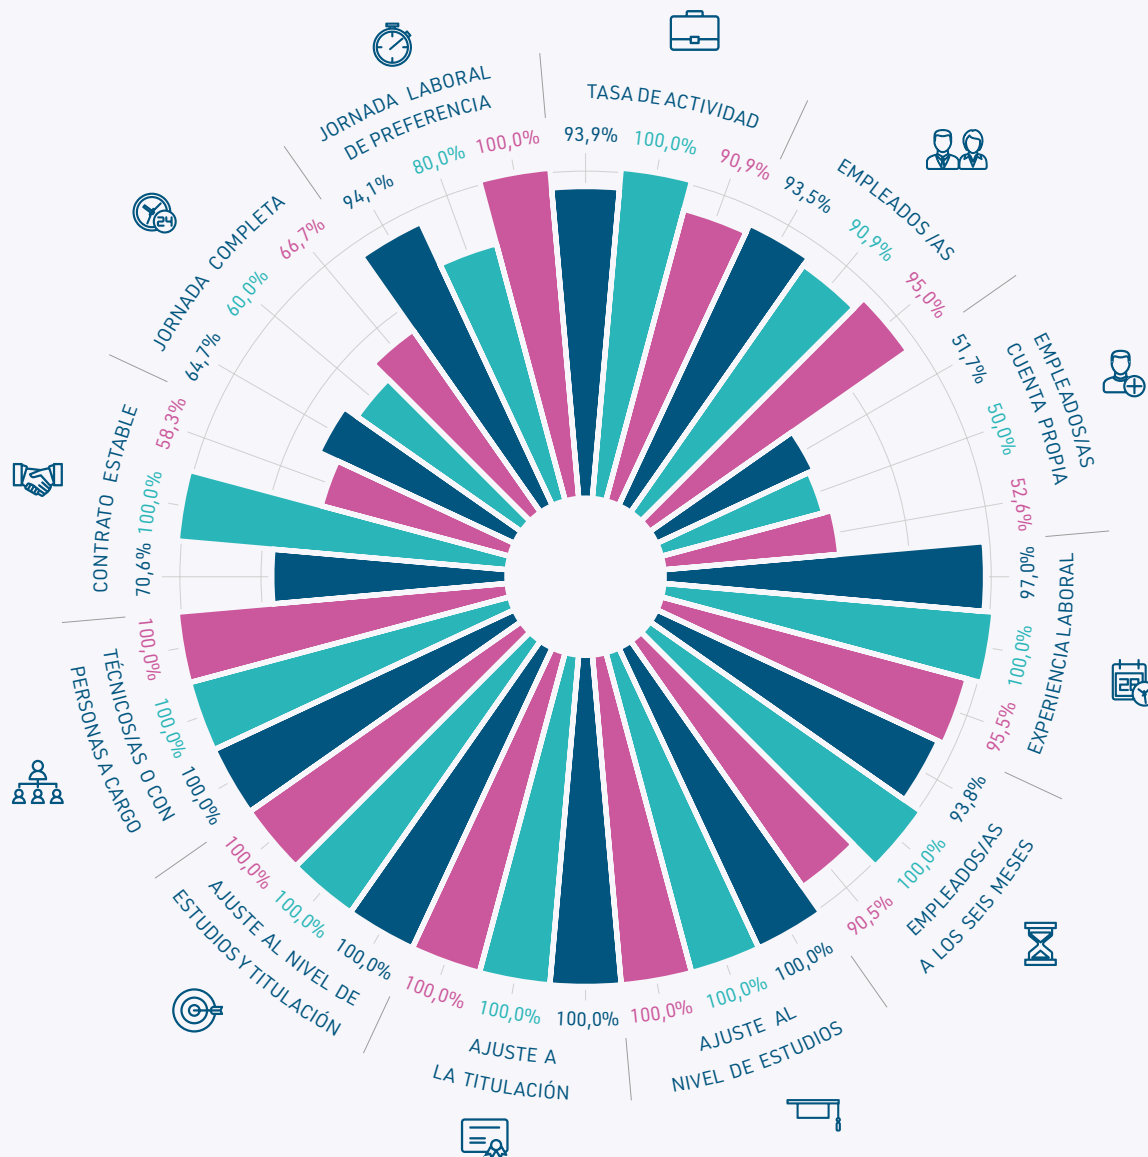 TASA DE ACTIVIDAD
93,9%
100,0%
90,9%
EMPLEADOS/AS
93,5%
90,9%
95,0%
EMPLEADOS/AS
CUENTA PROPIA
51,7%
50,0%
52,6%
EXPERIENCIA LABORAL
97,0%
100,0%
95,5%
EMPLEADOS/AS
A LOS SEIS MESES
93,8%
100,0%
90,5%
AJUSTE AL
NIVEL DE ESTUDIOS
100,0%
100,0%
100,0%
AJUSTE A
LA TITULACIÓN
100,0%
100,0%
100,0%
AJUSTE AL NIVEL DE
ESTUDIOS Y TITULACIÓN
100,0%
100,0%
100,0%
TÉCNICOS/AS O CON
PERSONAS A CARGO
100,0%
100,0%
100,0%
CONTRATO ESTABLE
70,6%
100,0%
58,3%
JORNADA COMPLETA
64,7%
60,0%
66,7%
JORNADA LABORAL
DE PREFERENCIA
94,1%
80,0%
100,0%
24